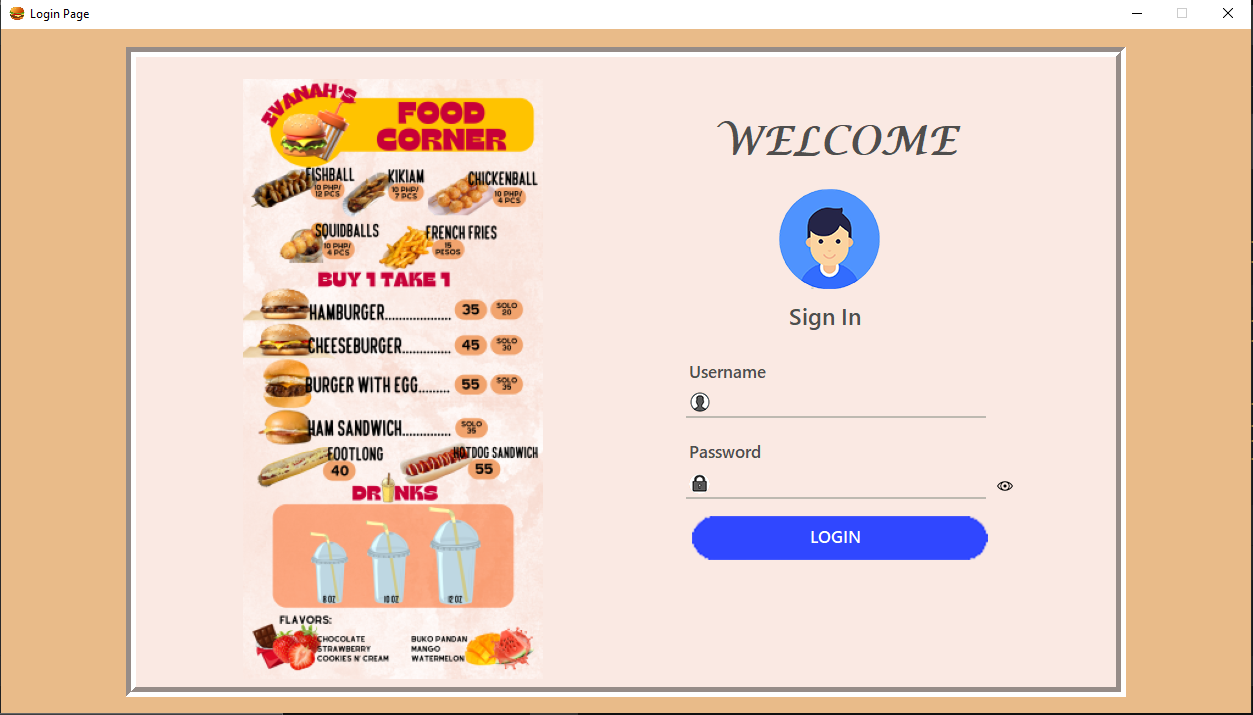 Login Page
EVANAH'S
FOOD
CORNER
FISHBALL
10 PHP/
12 PCS
KIKIAM
10 PHP/
7 PCS
CHICKENBALL
10 PHP/
4 PCS
SQUIDBALLS
10 PHP/
4 PCS
FRENCH FRIES
15
PESOS
BUY 1 TAKE 1
HAMBURGER.................... 35 SOLO
20
CHEESEBURGER.............. 45 SOLO
30
BURGER WITH EGG......... 55 SOLO
35
HAM SANDWICH.............. SOLO
35
FOOTLONG
40
HOTDOG SANDWICH
55
DRINKS
8 OZ
10 OZ
12 OZ
FLAVORS:
CHOCOLATE
STRAWBERRY
COOKIES N' CREAM
BUKO PANDAN
MANGO
WATERMELON
WELCOME
Sign In
Username
Password
LOGIN